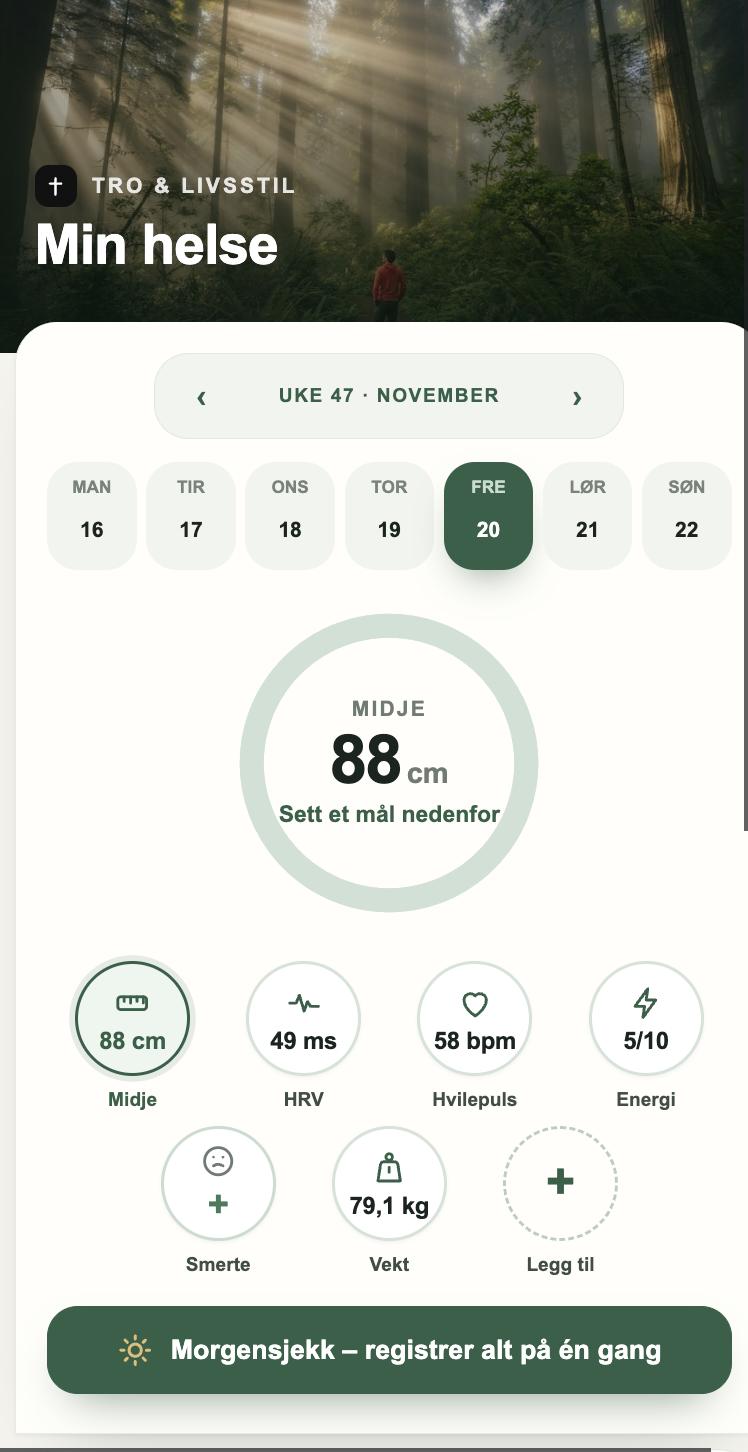 TRO & LIVSSTIL
Min helse
‹ UKE 47 · NOVEMBER ›
MAN TIR ONS TOR FRE LØR SØN
16 17 18 19 20 21 22
MIDJE
88 cm
Sett et mål nedenfor
88 cm 49 ms 58 bpm 5/10
Midje HRV Hvilepuls Energi
+ 79,1 kg +
Smerte Vekt Legg til
Morgensjekk – registrer alt på én gang